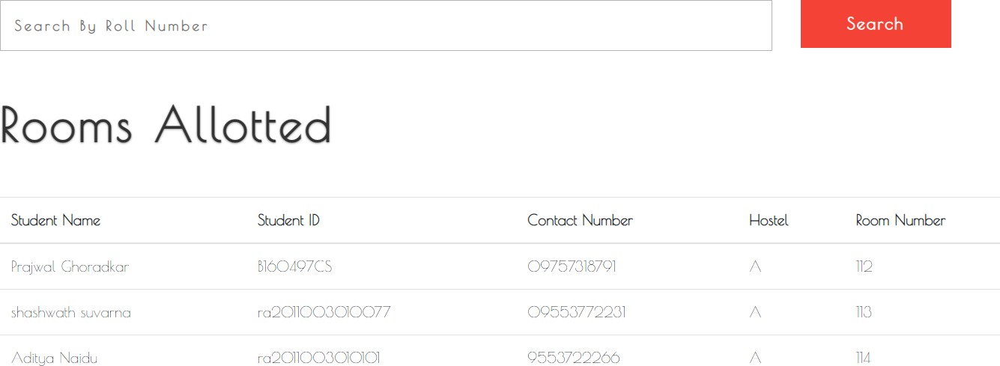 Search By Roll Number
Search
Rooms Allotted
Student Name Student ID Contact Number Hostel Room Number
Prajwal Ghoradkar B160497CS 09757318791 A 112
shashwath suvarna ra2011003010077 09553772231 A 113
Aditya Naidu ra2011003010101 9553722266 A 114